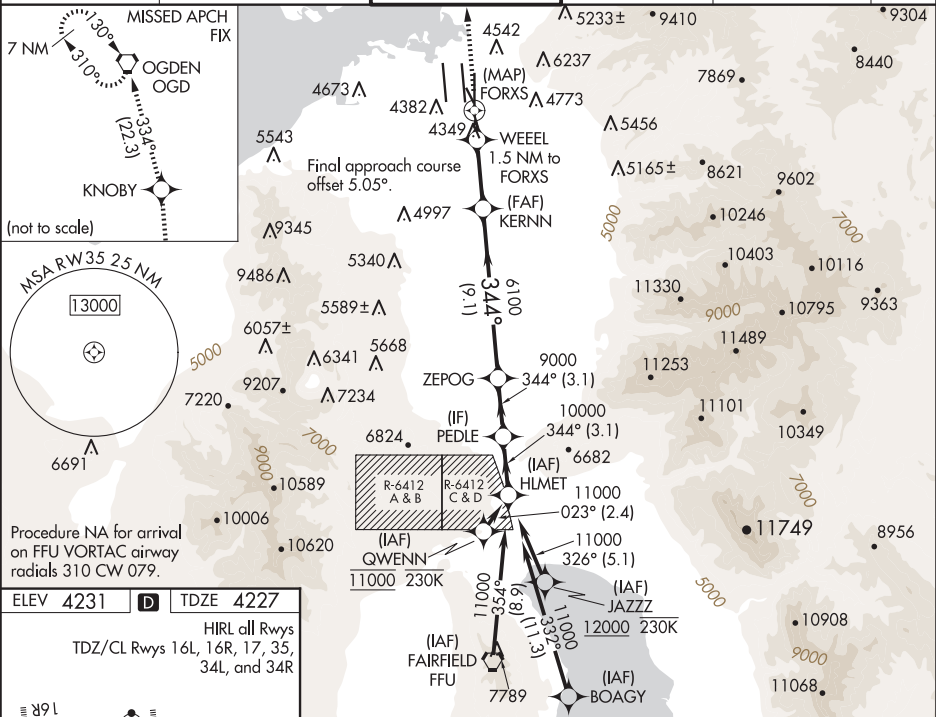 MISSED APCH
FIX
7 NM
130°
310°
OGDEN
OGD
334°
(22.3)
KNOBY
(not to scale)
5233±
9410
9304
4542
6237
8440
7869
(MAP)
FORXS
4673
4382
4773
4349
5456
WEEEL
1.5 NM to
FORXS
5543
Final approach course
offset 5.05°.
5165±
8621
9602
(FAF)
KERNN
4997
5000
10246
7000
9345
10403
10116
9486
5340
11330
9363
MSA RW35 25 NM
13000
344°
(9.1)
6100
5589±
9000
10795
6057±
11489
5000
6341
5668
9000
344° (3.1)
ZEPOG
11253
9207
7234
7220
10000
344° (3.1)
(IF)
PEDLE
11101
10349
7000
6824
6682
6691
9000
(IAF)
HLMET
R-6412
A & B
R-6412
C & D
10589
11000
023° (2.4)
7000
10006
11749
8956
Procedure NA for arrival
on FFU VORTAC airway
radials 310 CW 079.
10620
(IAF)
QWENN
11000 230K
11000
326° (5.1)
(IAF)
JAZZZ
12000 230K
5000
ELEV 4231
D
TDZE 4227
11000
354°
(9.8)
11000
332°
(11.3)
10908
HIRL all Rwys
TDZ/CL Rwys 16L, 16R, 17, 35,
34L, and 34R
(IAF)
FAIRFIELD
FFU
9000
7789
(IAF)
BOAGY
11068
16R